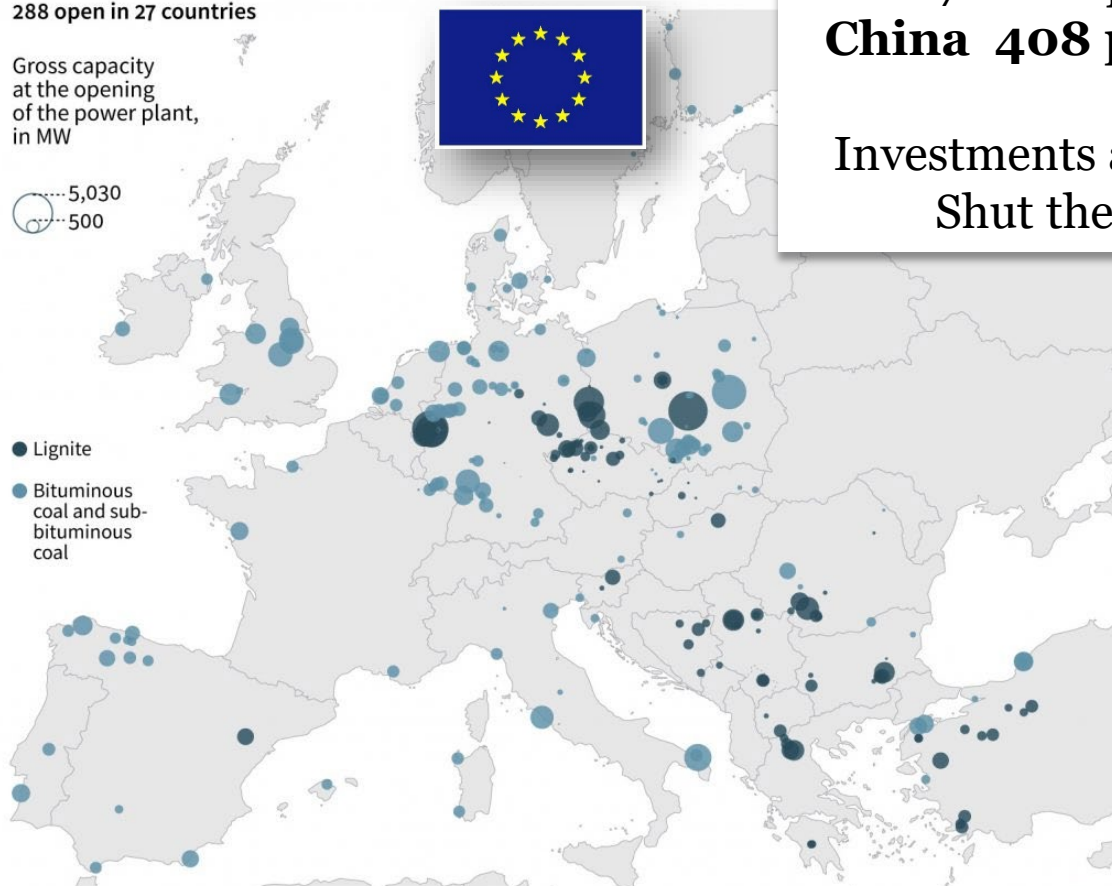 288 open in 27 countries
Gross capacity
at the opening
of the power plant,
in MW
5,030
500
Lignite
Bituminous
coal and sub-
bituminous
coal
China 408
Investments
Shut the